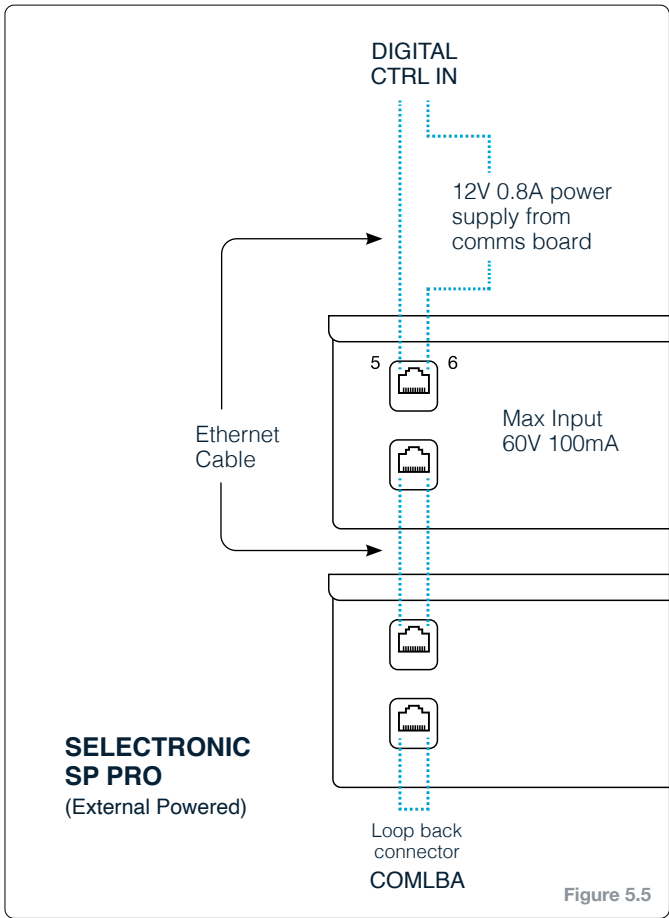 DIGITAL
CTRL IN
12V 0.8A power
supply from
comms board
5
6
Max Input
60V 100mA
Ethernet
Cable
SELECTRONIC
SP PRO
(External Powered)
Loop back
connector
COMLBA
Figure 5.5